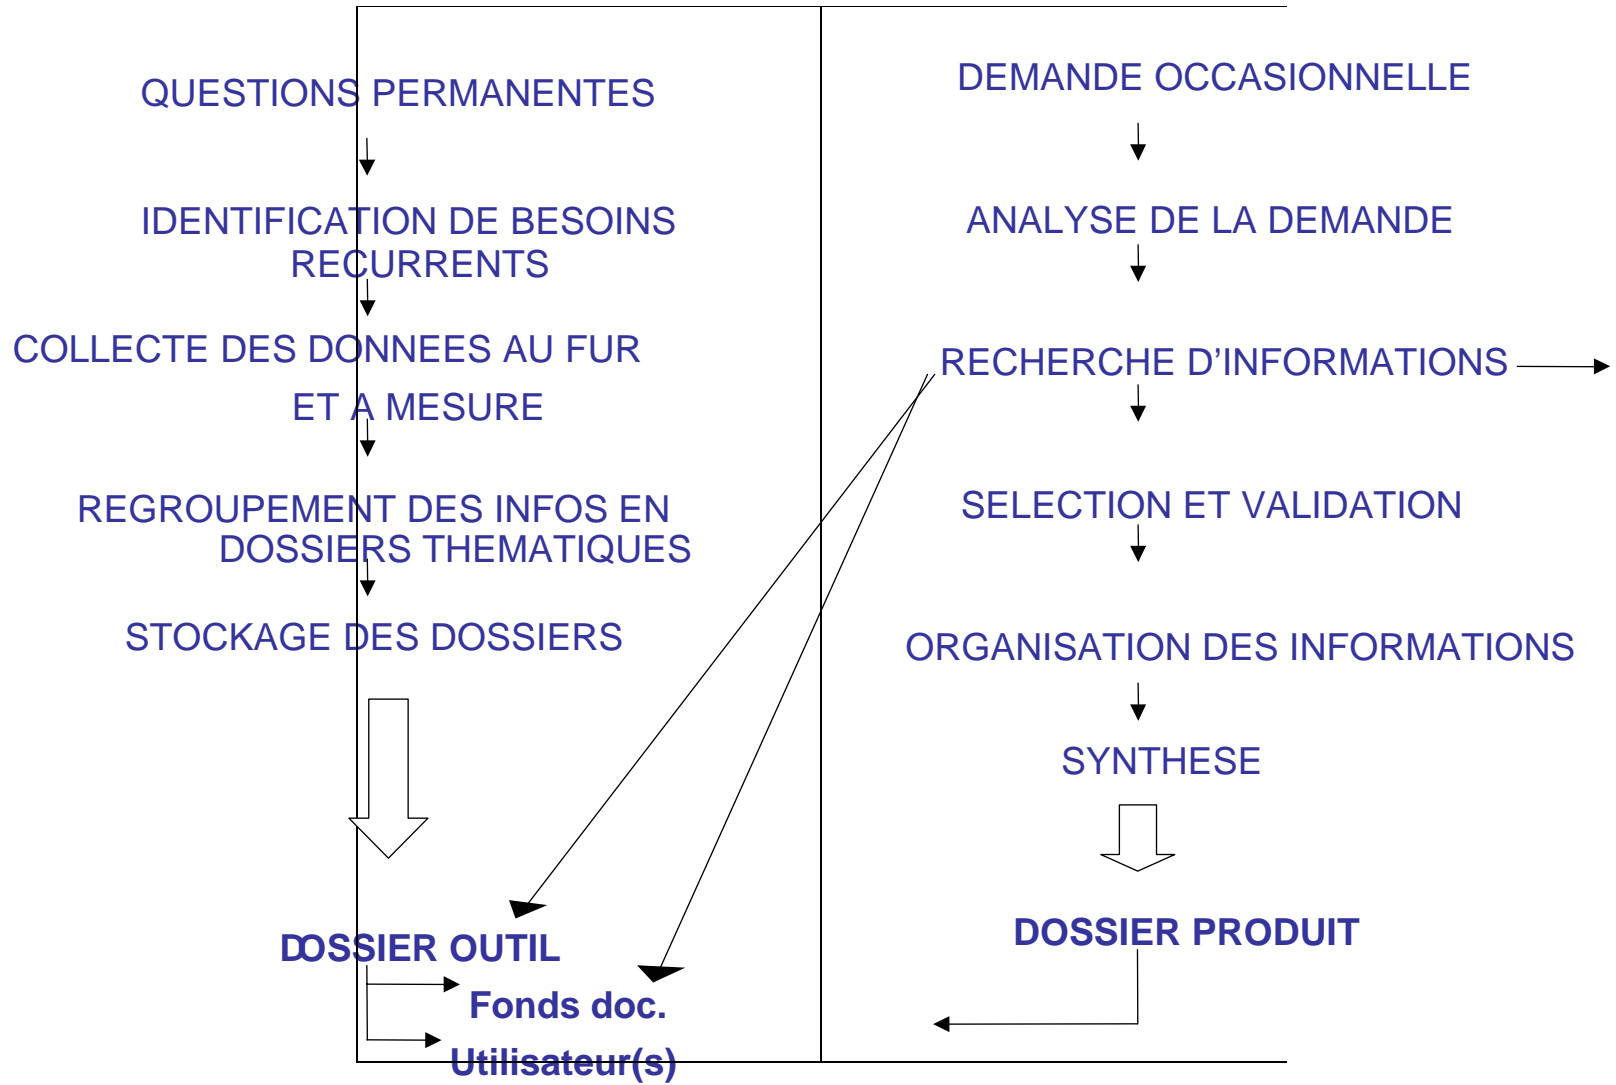 QUESTIONS PERMANENTES
IDENTIFICATION DE BESOINS
RECURRENTS
COLLECTE DES DONNEES AU FUR
ET A MESURE
REGROUPEMENT DES INFOS EN
DOSSIERS THEMATIQUES
STOCKAGE DES DOSSIERS
DOSSIER OUTIL
Fonds doc.
Utilisateur(s)
DEMANDE OCCASIONNELLE
ANALYSE DE LA DEMANDE
RECHERCHE D’INFORMATIONS
SELECTION ET VALIDATION
ORGANISATION DES INFORMATIONS
SYNTHESE
DOSSIER PRODUIT